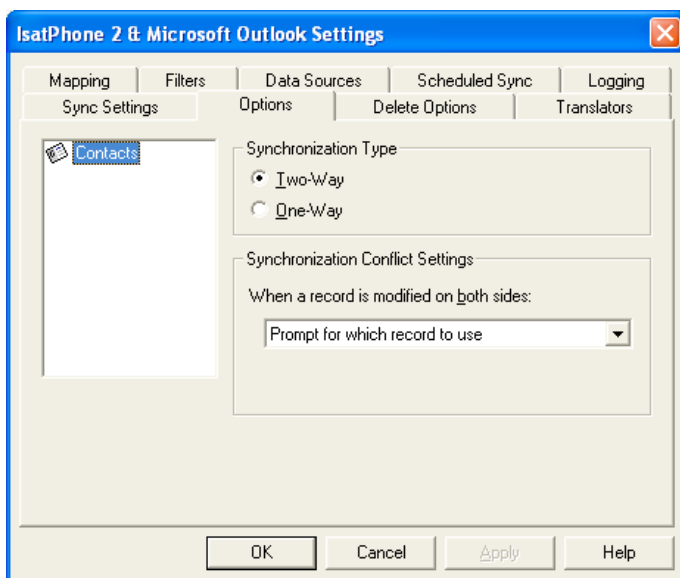 IsatPhone 2 & Microsoft Outlook Settings
Mapping Filters Data Sources Scheduled Sync Logging
Sync Settings Options Delete Options Translators
Contacts
Synchronization Type
Two-Way
One-Way
Synchronization Conflict Settings
When a record is modified on both sides:
Prompt for which record to use
OK Cancel Apply Help